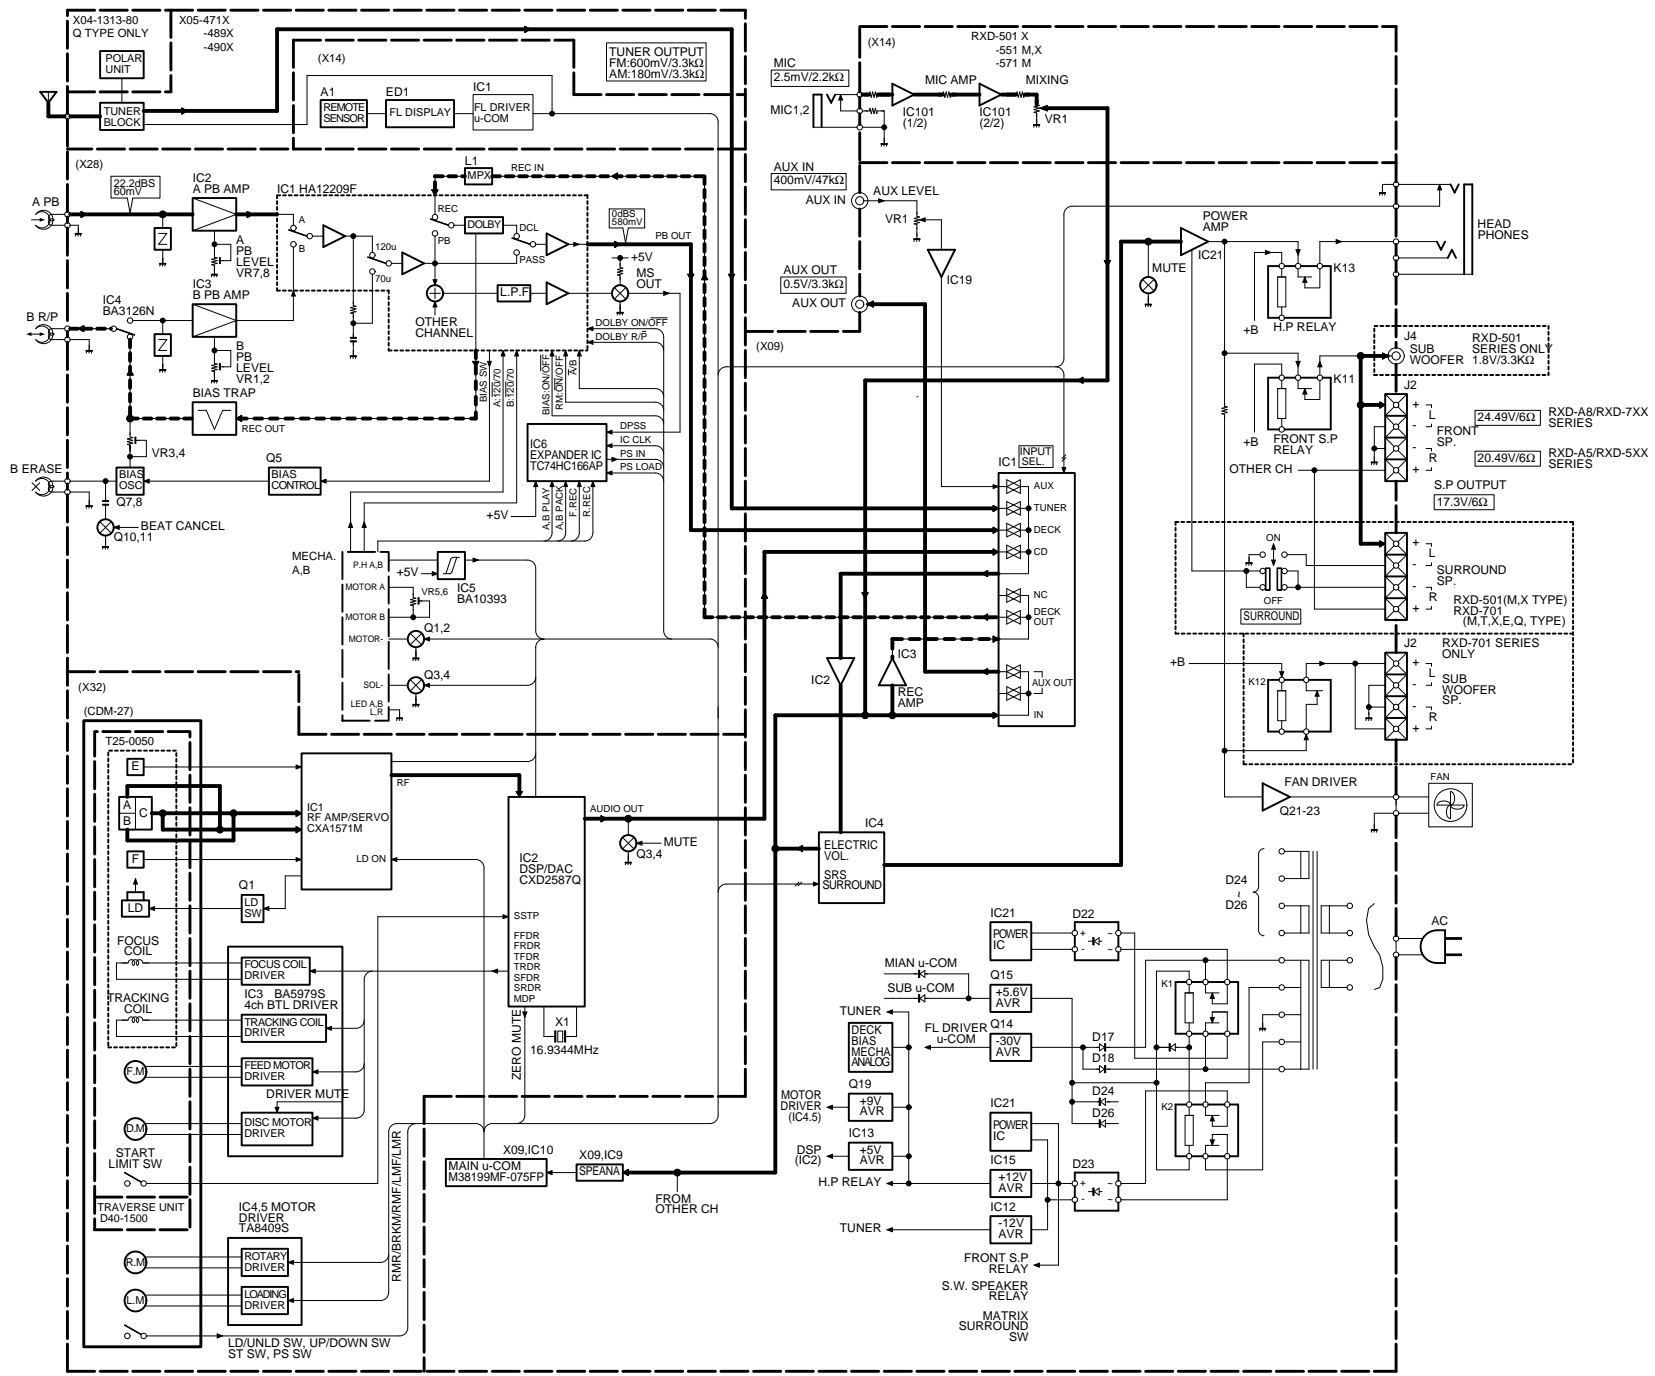 X04-1313-80
Q TYPE ONLY
X05-471X
-489X
-490X
POLAR
UNIT
TUNER
BLOCK
(X14)
A1
REMOTE
SENSOR
ED1
FL DISPLAY
IC1
FL DRIVER
u-COM
TUNER OUTPUT
FM:600mV/3.3kΩ
AM:180mV/3.3kΩ
(X14)
RXD-501 X
-551 M,X
-571 M
MIC
2.5mV/2.2kΩ
MIC1,2
MIC AMP
MIXING
IC101
(1/2)
IC101
(2/2)
VR1
(X28)
A PB
22.2dBS
60mV
IC2
A PB AMP
Z
A
PB
LEVEL
VR7,8
IC3
B PB AMP
B R/P
IC4
BA3126N
Z
B
PB
LEVEL
VR1,2
BIAS TRAP
REC OUT
VR3,4
B ERASE
BIAS
OSC
Q7,8
Q5
BIAS
CONTROL
BEAT CANCEL
Q10,11
IC1 HA12209F
A
B
120u
70u
L1
MPX
REC IN
REC
PB
DOLBY
DCL
PASS
OTHER
CHANNEL
L.P.F
0dBS
580mV
PB OUT
+5V
MS
OUT
DOLBY ON/OFF
DOLBY R/P
BIAS SW
A:120/70
B:120/70
BIAS:ON/OFF
RM:ON/OFF
A/B
IC6
EXPANDER IC
TC74HC166AP
DPSS
IC CLK
PS IN
PS LOAD
+5V
A,B PLAY
A,B PACK
F.REC
R.REC
MECHA.
A,B
P.H A,B
+5V
IC5
BA10393
MOTOR A
VR5,6
MOTOR B
MOTOR-
Q1,2
SOL-
Q3,4
LED A,B
L,R
AUX IN
400mV/47kΩ
AUX IN
AUX LEVEL
VR1
IC19
AUX OUT
0.5V/3.3kΩ
AUX OUT
(X09)
INPUT
SEL.
IC1
AUX
TUNER
DECK
CD
NC
DECK
OUT
AUX OUT
IN
IC2
IC3
REC
AMP
POWER
AMP
IC21
MUTE
K13
+B
H.P RELAY
HEAD
PHONES
K11
+B
FRONT S.P
RELAY
J4
SUB
WOOFER
RXD-501
SERIES ONLY
1.8V/3.3KΩ
J2
+
-
-
+
L
R
FRONT
SP.
24.49V/6Ω
RXD-A8/RXD-7XX
SERIES
20.49V/6Ω
RXD-A5/RXD-5XX
SERIES
OTHER CH
S.P OUTPUT
17.3V/6Ω
ON
OFF
SURROUND
+
-
-
+
L
R
SURROUND
SP.
RXD-501(M,X TYPE)
RXD-701
(M,T,X,E,Q, TYPE)
J2
RXD-701 SERIES
ONLY
+B
K12
+
-
-
+
L
R
SUB
WOOFER
SP.
FAN DRIVER
Q21-23
FAN
(X32)
(CDM-27)
T25-0050
E
A
B
C
F
LD
IC1
RF AMP/SERVO
CXA1571M
LD ON
RF
Q1
LD
SW
FOCUS
COIL
TRACKING
COIL
F.M
D.M
START
LIMIT SW
TRAVERSE UNIT
D40-1500
R.M
L.M
FOCUS COIL
DRIVER
IC3 BA5979S
4ch BTL DRIVER
TRACKING COIL
DRIVER
FEED MOTOR
DRIVER
DRIVER MUTE
DISC MOTOR
DRIVER
IC4,5 MOTOR
DRIVER
TA8409S
ROTARY
DRIVER
LOADING
DRIVER
LD/UNLD SW, UP/DOWN SW
ST SW, PS SW
RMR/BRKM/RMF/LMF/LMR
IC2
DSP/DAC
CXD2587Q
SSTP
FFDR
FRDR
TFDR
TRDR
SFDR
SRDR
MDP
AUDIO OUT
MUTE
Q3,4
ZERO MUTE
X1
16.9344MHz
X09,IC10
MAIN u-COM
M38199MF-075FP
X09,IC9
SPEANA
FROM
OTHER CH
IC4
ELECTRIC
VOL.
SRS
SURROUND
D24
~
D26
AC
IC21
POWER
IC
D22
+ ~
- ~
MIAN u-COM
SUB u-COM
Q15
+5.6V
AVR
TUNER
DECK
BIAS
MECHA
ANALOG
FL DRIVER
u-COM
Q14
-30V
AVR
D17
D18
K1
MOTOR
DRIVER
(IC4.5)
Q19
+9V
AVR
IC21
POWER
IC
D24
D26
K2
DSP
(IC2)
IC13
+5V
AVR
H.P RELAY
IC15
+12V
AVR
D23
+ ~
- ~
TUNER
IC12
-12V
AVR
FRONT S.P
RELAY
S.W. SPEAKER
RELAY
MATRIX
SURROUND
SW